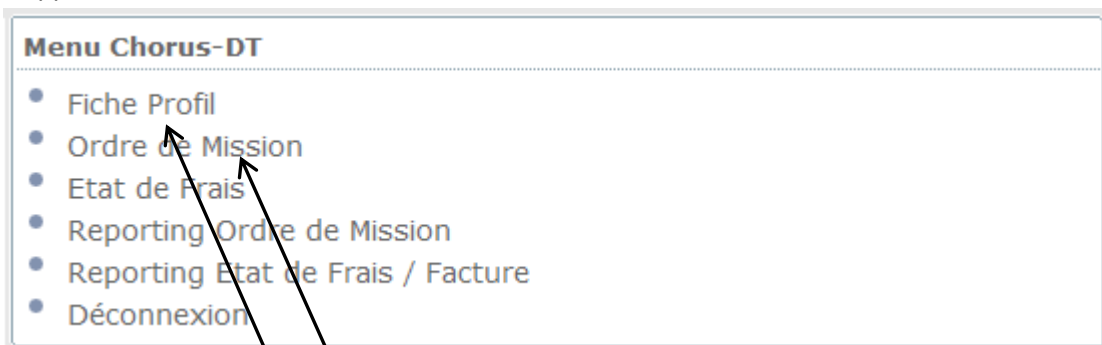 Menu Chorus-DT
Fiche Profil
Ordre de Mission
Etat de Frais
Reporting Ordre de Mission
Reporting Etat de Frais / Facture
Déconnexion